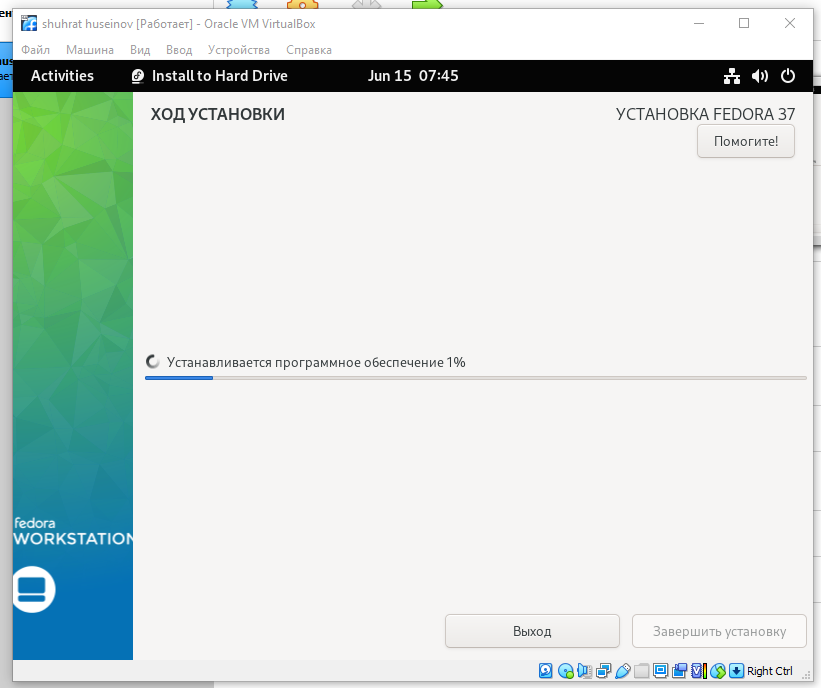 shuhrat huseinov [Работает] - Oracle VM VirtualBox
Файл Машина Вид Ввод Устройства Справка
Activities Install to Hard Drive Jun 15 07:45
ХОД УСТАНОВКИ
УСТАНОВКА FEDORA 37
Помогите!
Устанавливается программное обеспечение 1%
fedora
WORKSTATION
Выход Завершить установку
Right Ctrl